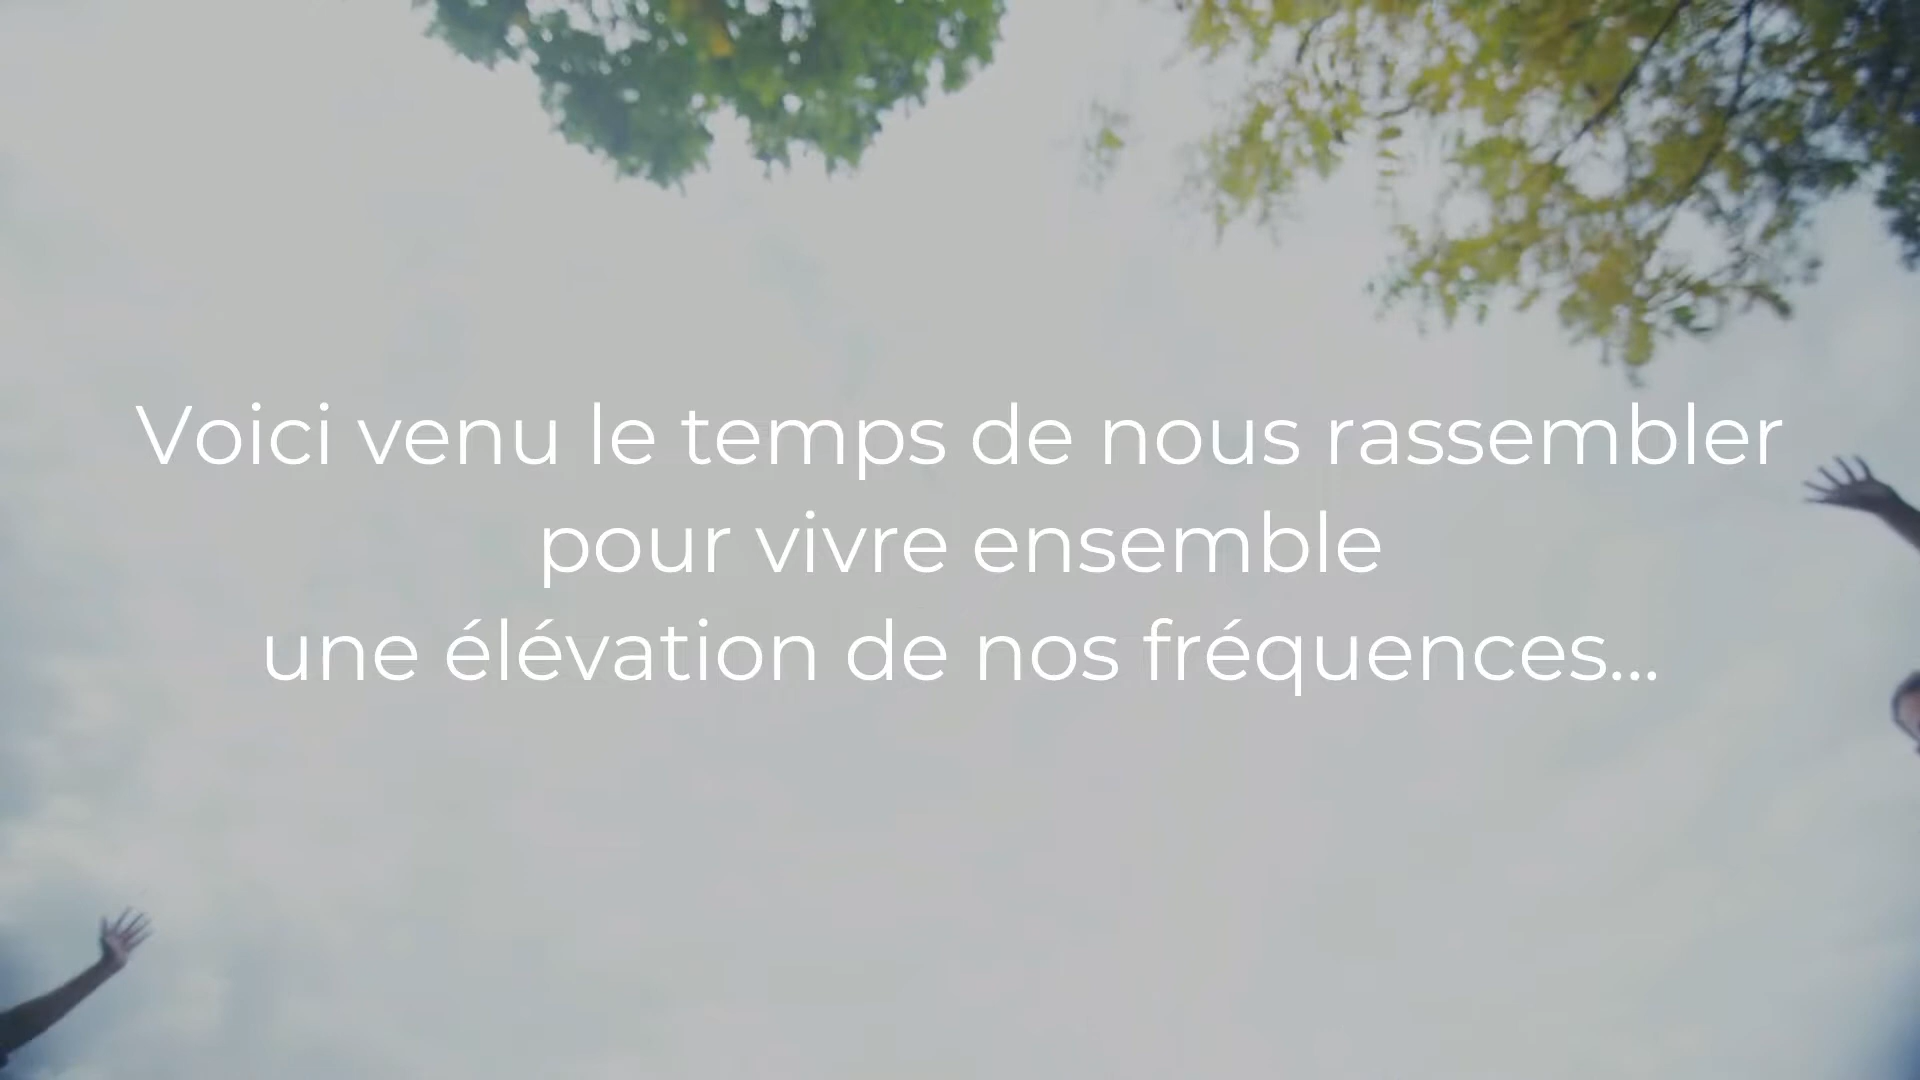 Voici venu le temps de nous rassembler
pour vivre ensemble
une élévation de nos fréquences...